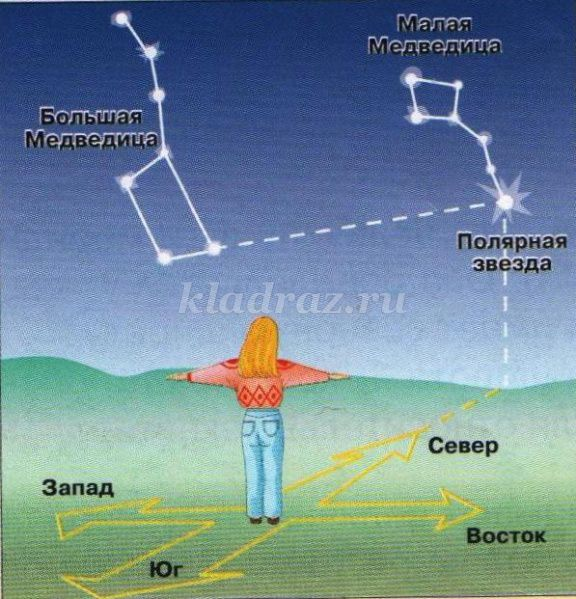 Малая
Медведица
Большая
Медведица
Полярная
звезда
kladraz.ru
Север
Запад
Восток
Юг